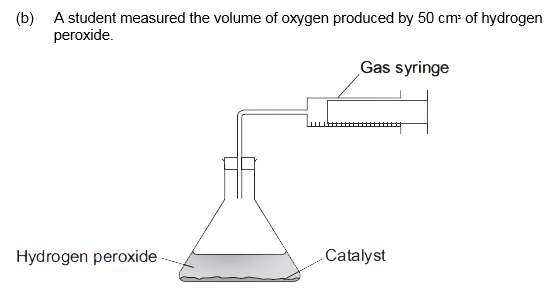 (b) A student measured the volume of oxygen produced by 50 cm³ of hydrogen
peroxide.
Gas syringe
Hydrogen peroxide
Catalyst